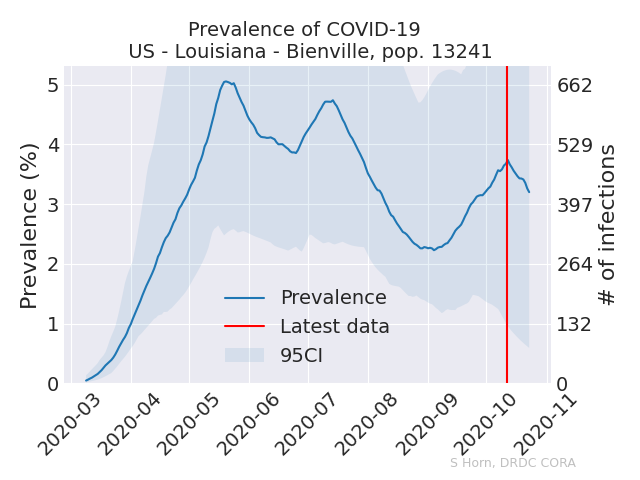 Prevalence of COVID-19
US - Louisiana - Bienville, pop. 13241
Prevalence (%)
5
4
3
2
1
0
662
529
397
264
132
0
# of infections
Prevalence
Latest data
95CI
2020-03
2020-04
2020-05
2020-06
2020-07
2020-08
2020-09
2020-10
2020-11
S Horn, DRDC CORA